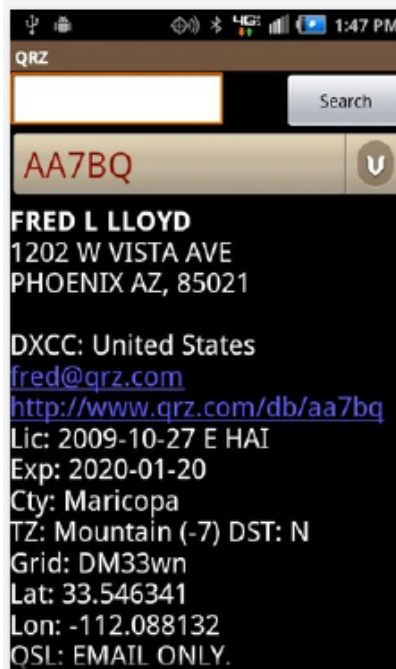 4G 1:47 PM
QRZ
Search
AA7BQ
FRED L LLOYD
1202 W VISTA AVE
PHOENIX AZ, 85021
DXCC: United States
fred@qrz.com
http://www.qrz.com/db/aa7bq
Lic: 2009-10-27 E HAI
Exp: 2020-01-20
Cty: Maricopa
TZ: Mountain (-7) DST: N
Grid: DM33wn
Lat: 33.546341
Lon: -112.088132
QSL: EMAIL ONLY.